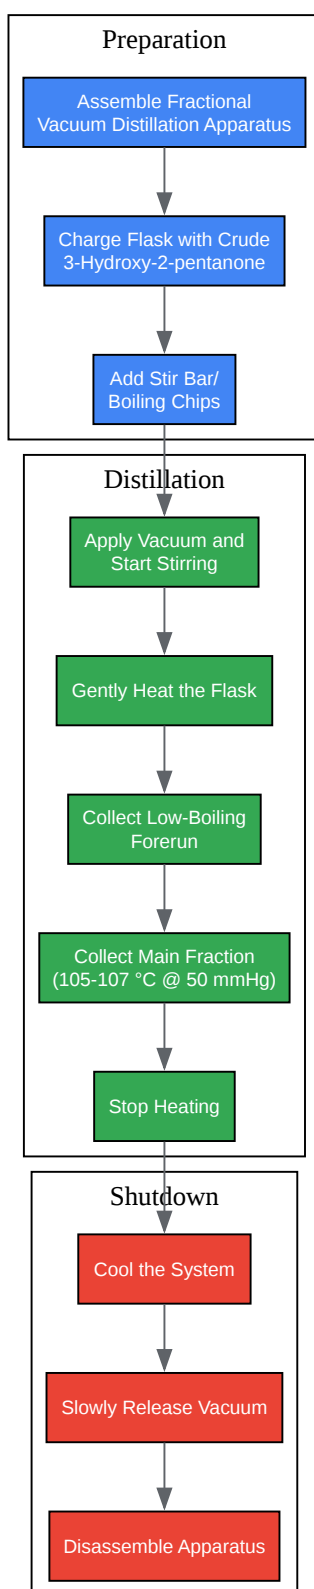 Preparation
Assemble Fractional
Vacuum Distillation Apparatus
Charge Flask with Crude
3-Hydroxy-2-pentanone
Add Stir Bar/
Boiling Chips
Distillation
Apply Vacuum and
Start Stirring
Gently Heat the Flask
Collect Low-Boiling
Forerun
Collect Main Fraction
(105-107 °C @ 50 mmHg)
Stop Heating
Shutdown
Cool the System
Slowly Release Vacuum
Disassemble Apparatus